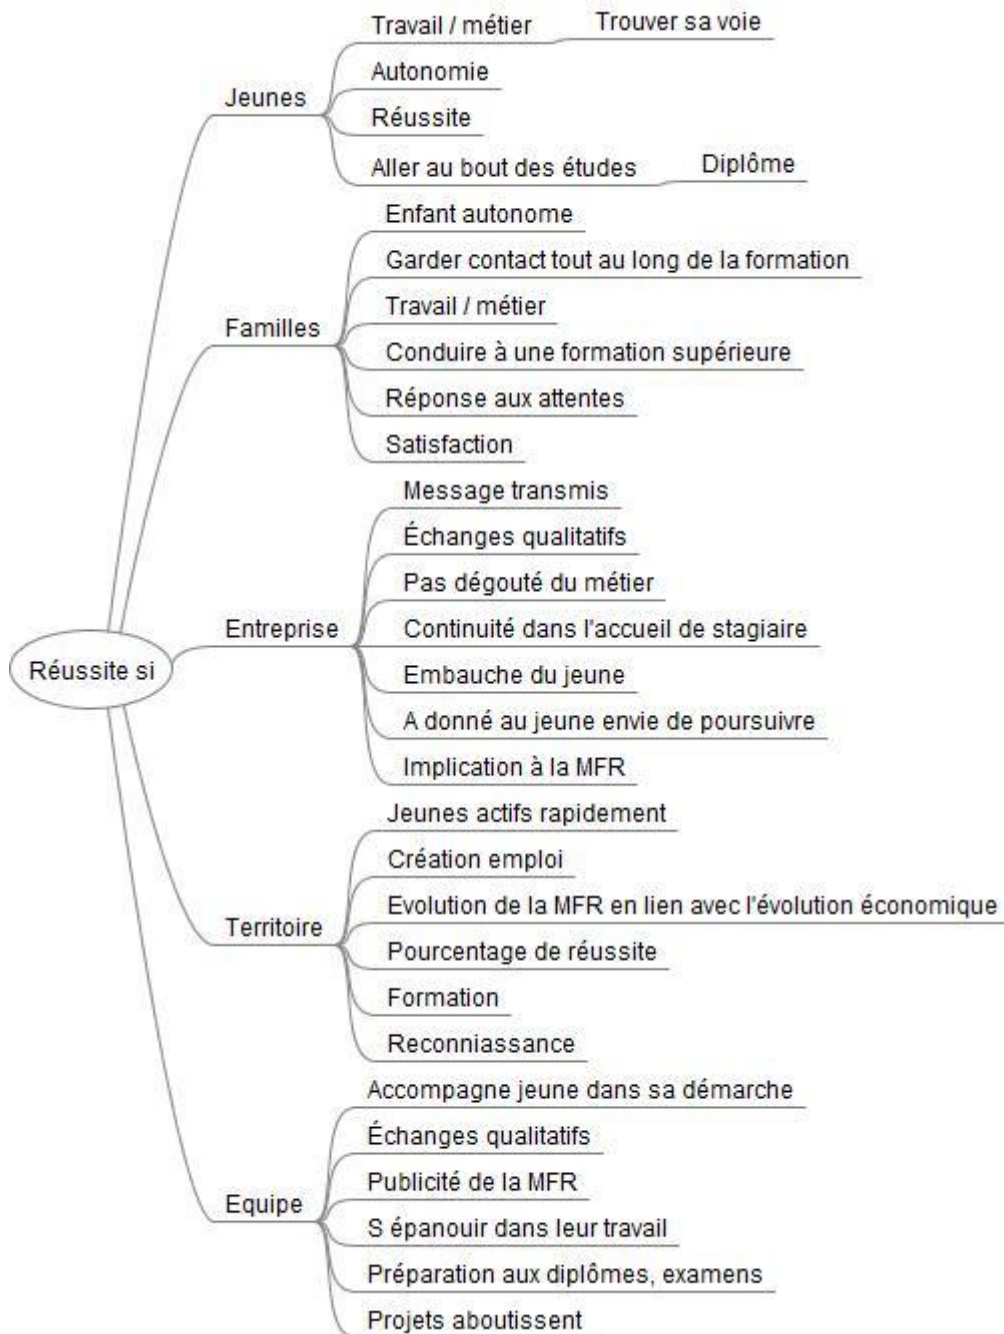 Travail / métier
Trouver sa voie
Autonomie
Jeunes
Réussite
Aller au bout des études
Diplôme
Enfant autonome
Garder contact tout au long de la formation
Travail / métier
Familles
Conduire à une formation supérieure
Réponse aux attentes
Satisfaction
Message transmis
Échanges qualitatifs
Pas dégouté du métier
Entreprise
Continuité dans l'accueil de stagiaire
Réussite si
Embauche du jeune
A donné au jeune envie de poursuivre
Implication à la MFR
Jeunes actifs rapidement
Création emploi
Evolution de la MFR en lien avec l'évolution économique
Territoire
Pourcentage de réussite
Formation
Reconniassance
Accompagne jeune dans sa démarche
Échanges qualitatifs
Publicité de la MFR
Equipe
S épanouir dans leur travail
Préparation aux diplômes, examens
Projets aboutissent